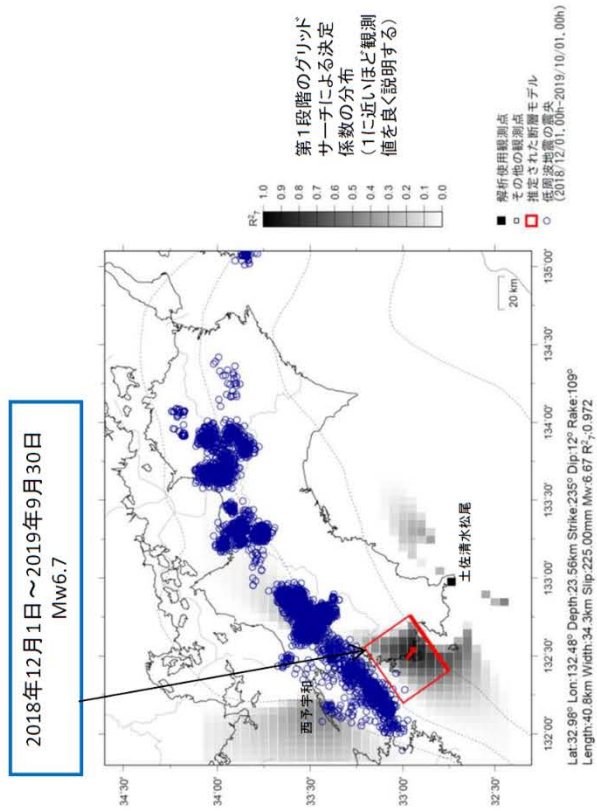 2018年12月1日～2019年9月30日
Mw6.7
34°30'
34°00'
33°30'
33°00'
32°30'
132°00'
132°30'
133°00'
133°30'
134°00'
134°30'
135°00'
西予宇和
土佐清水松尾
20 km
R²₇
1.0
0.9
0.8
0.7
0.6
0.5
0.4
0.3
0.2
0.1
0.0
第1段階のグリッド
サーチによる決定
係数の分布
（1に近いほど観測
値を良く説明する）
解析使用観測点
その他の観測点
推定された断層モデル
低周波地震の震央
(2018/12/01,00h-2019/10/01,00h)
Lat:32.98° Lon:132.48° Depth:23.56km Strike:235° Dip:12° Rake:109°
Length:40.8km Width:34.3km Slip:225.00mm Mw:6.67 R²₇:0.972